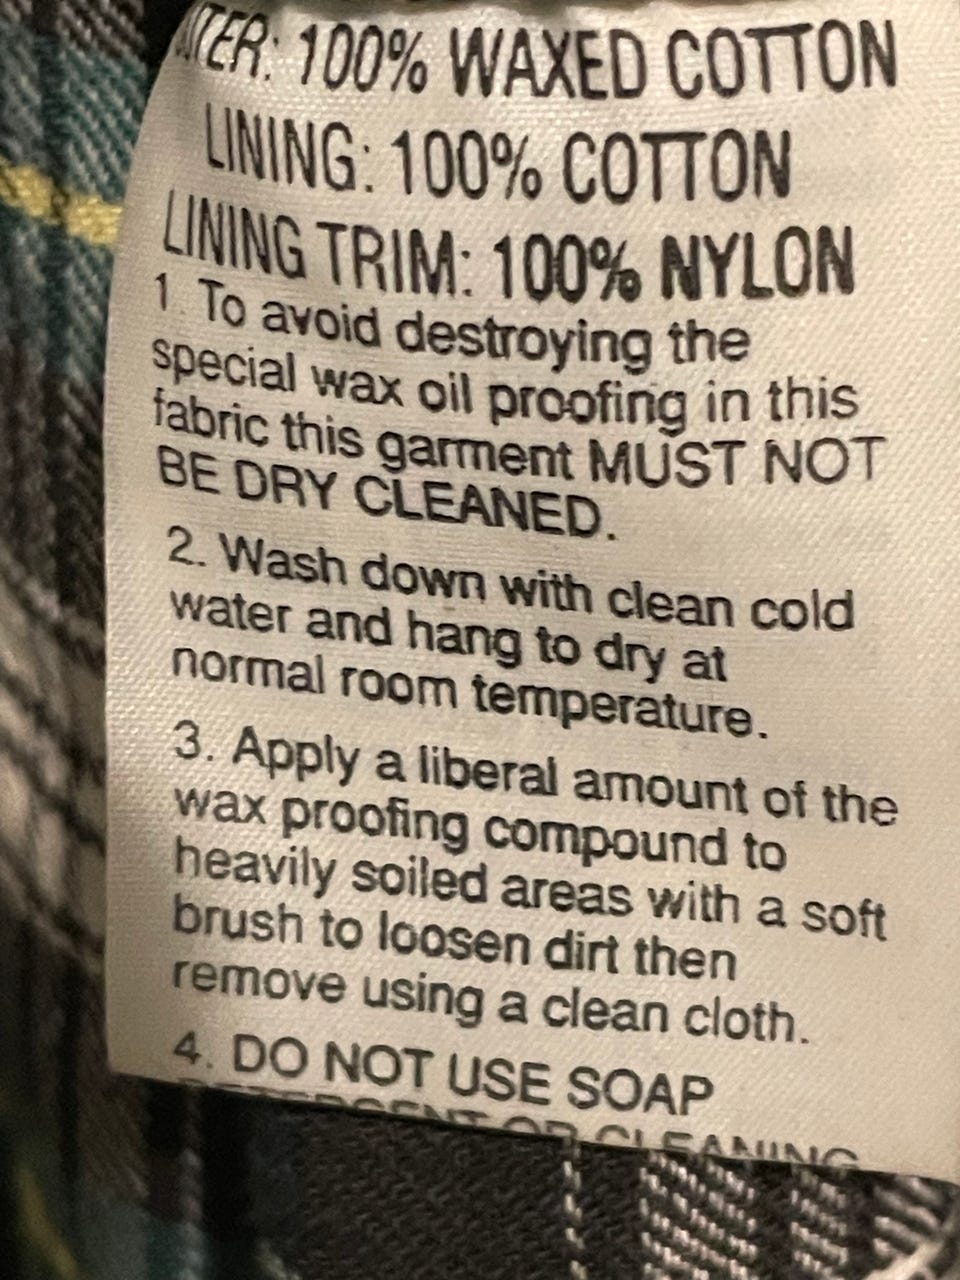 100% WAXED COTTON
LINING: 100% COTTON
LINING TRIM: 100% NYLON
1. To avoid destroying the
special wax oil proofing in this
fabric this garment MUST NOT
BE DRY CLEANED.
2. Wash down with clean cold
water and hang to dry at
normal room temperature.
3. Apply a liberal amount of the
wax proofing compound to
heavily soiled areas with a soft
brush to loosen dirt then
remove using a clean cloth.
4. DO NOT USE SOAP
DETERGENT OR CLEANING